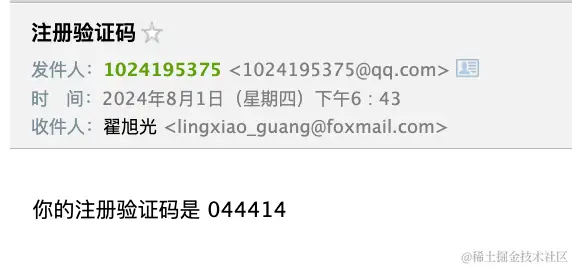 注册验证码
发件人：1024195375 <1024195375@qq.com>
时　间：2024年8月1日（星期四）下午6：43
收件人：翟旭光 <lingxiao_guang@foxmail.com>
你的注册验证码是 044414
@稀土掘金技术社区